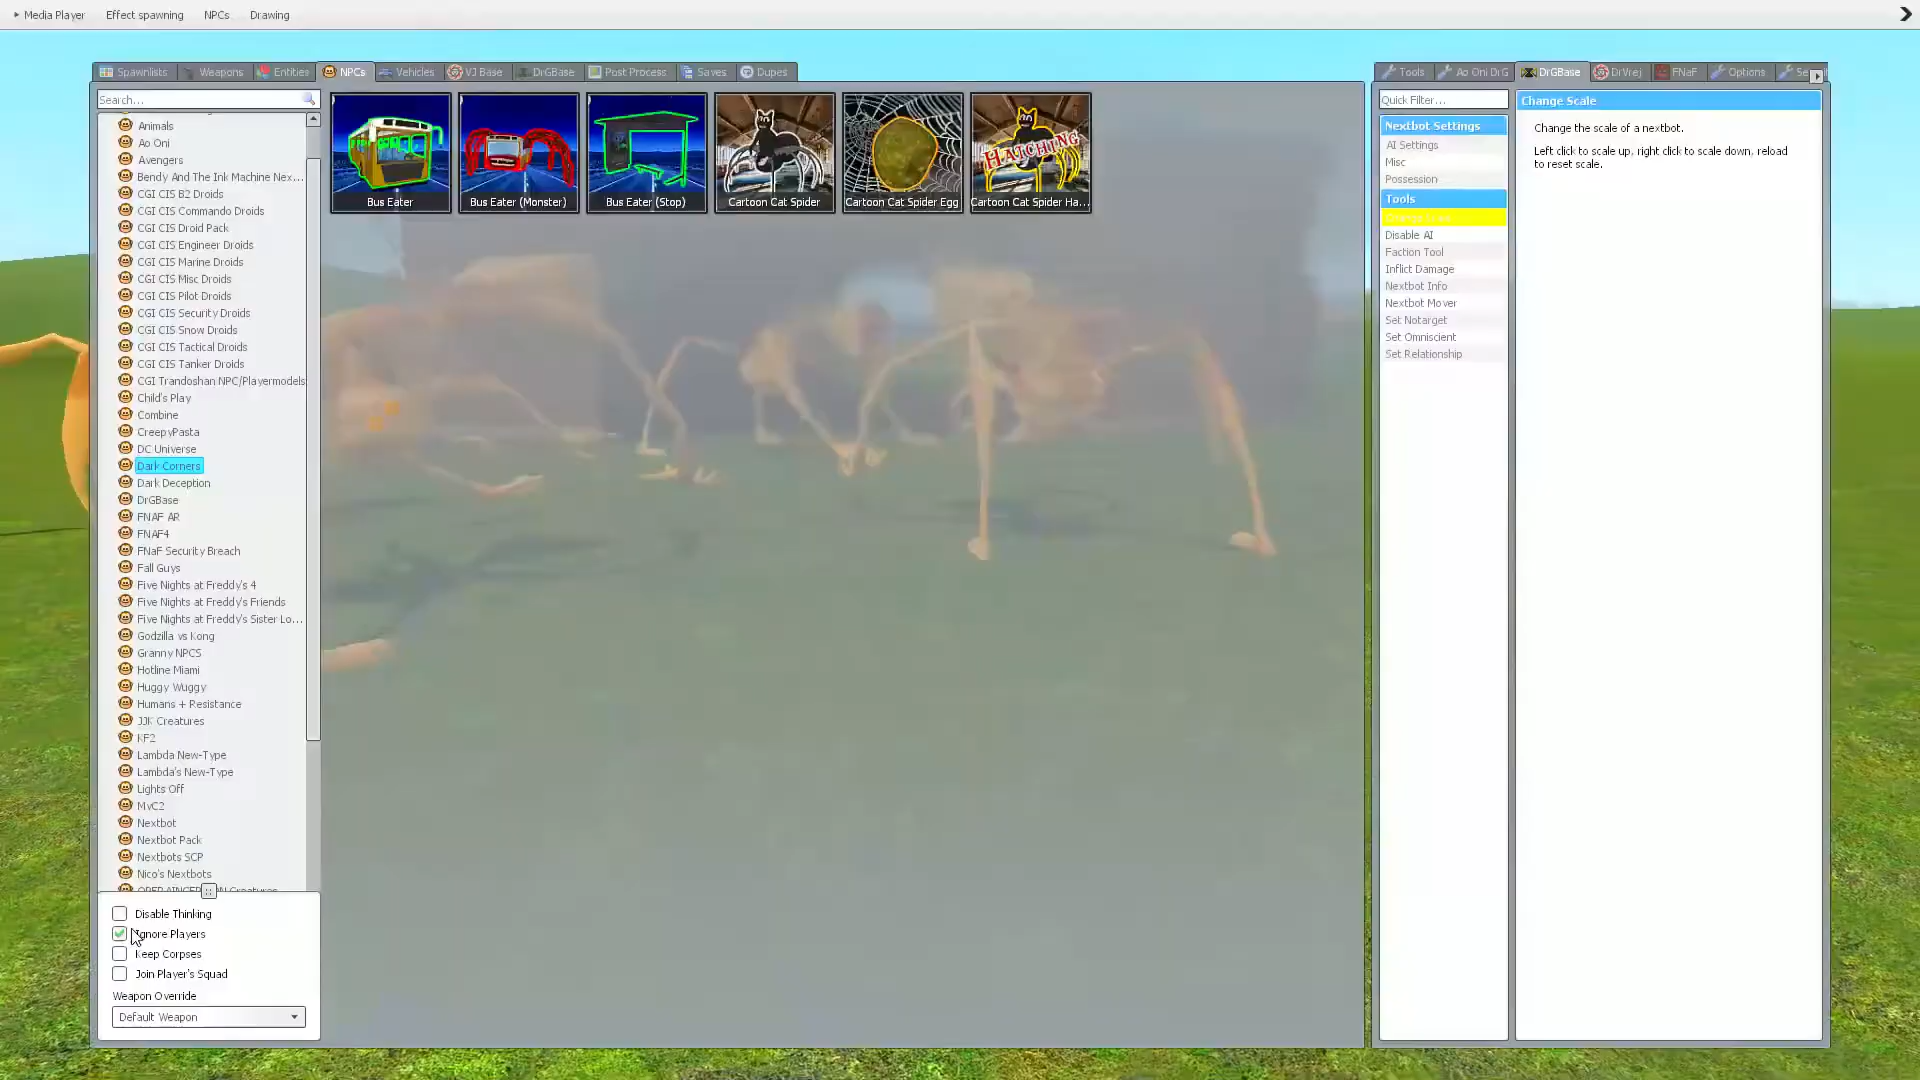 Media Player Effect spawning NPCs Drawing
Spawnlists Weapons Entities NPCs Vehicles VJ Base DrGBase Post Process Saves Dupes
Tools Ao Oni DrG DrGBase DrVrej FNaF Options
Search...
Animals
Ao Oni
Avengers
Bendy And The Ink Machine Nex...
CGI CIS B2 Droids
CGI CIS Commando Droids
CGI CIS Droid Pack
CGI CIS Engineer Droids
CGI CIS Marine Droids
CGI CIS Misc Droids
CGI CIS Pilot Droids
CGI CIS Security Droids
CGI CIS Snow Droids
CGI CIS Tactical Droids
CGI CIS Tanker Droids
CGI Trandoshan NPC/Playermodels
Child's Play
Combine
CreepyPasta
DC Universe
Dark Corners
Dark Deception
DrGBase
FNAF AR
FNAF4
FNaF Security Breach
Fall Guys
Five Nights at Freddy's 4
Five Nights at Freddy's Friends
Five Nights at Freddy's Sister Lo...
Godzilla vs Kong
Granny NPCS
Hotline Miami
Huggy Wuggy
Humans + Resistance
JJK Creatures
KF2
Lambda New-Type
Lambda's New-Type
Lights Off
MvC2
Nextbot
Nextbot Pack
Nextbots SCP
Nico's Nextbots
Disable Thinking
Ignore Players
Keep Corpses
Join Player's Squad
Weapon Override
Default Weapon
HATCHING
Bus Eater
Bus Eater (Monster)
Bus Eater (Stop)
Cartoon Cat Spider
Cartoon Cat Spider Egg
Cartoon Cat Spider Ha...
Quick Filter...
Nextbot Settings
AI Settings
Misc
Possession
Tools
Change Scale
Disable AI
Faction Tool
Inflict Damage
Nextbot Info
Nextbot Mover
Set Notarget
Set Omniscient
Set Relationship
Change Scale
Change the scale of a nextbot.
Left click to scale up, right click to scale down, reload
to reset scale.